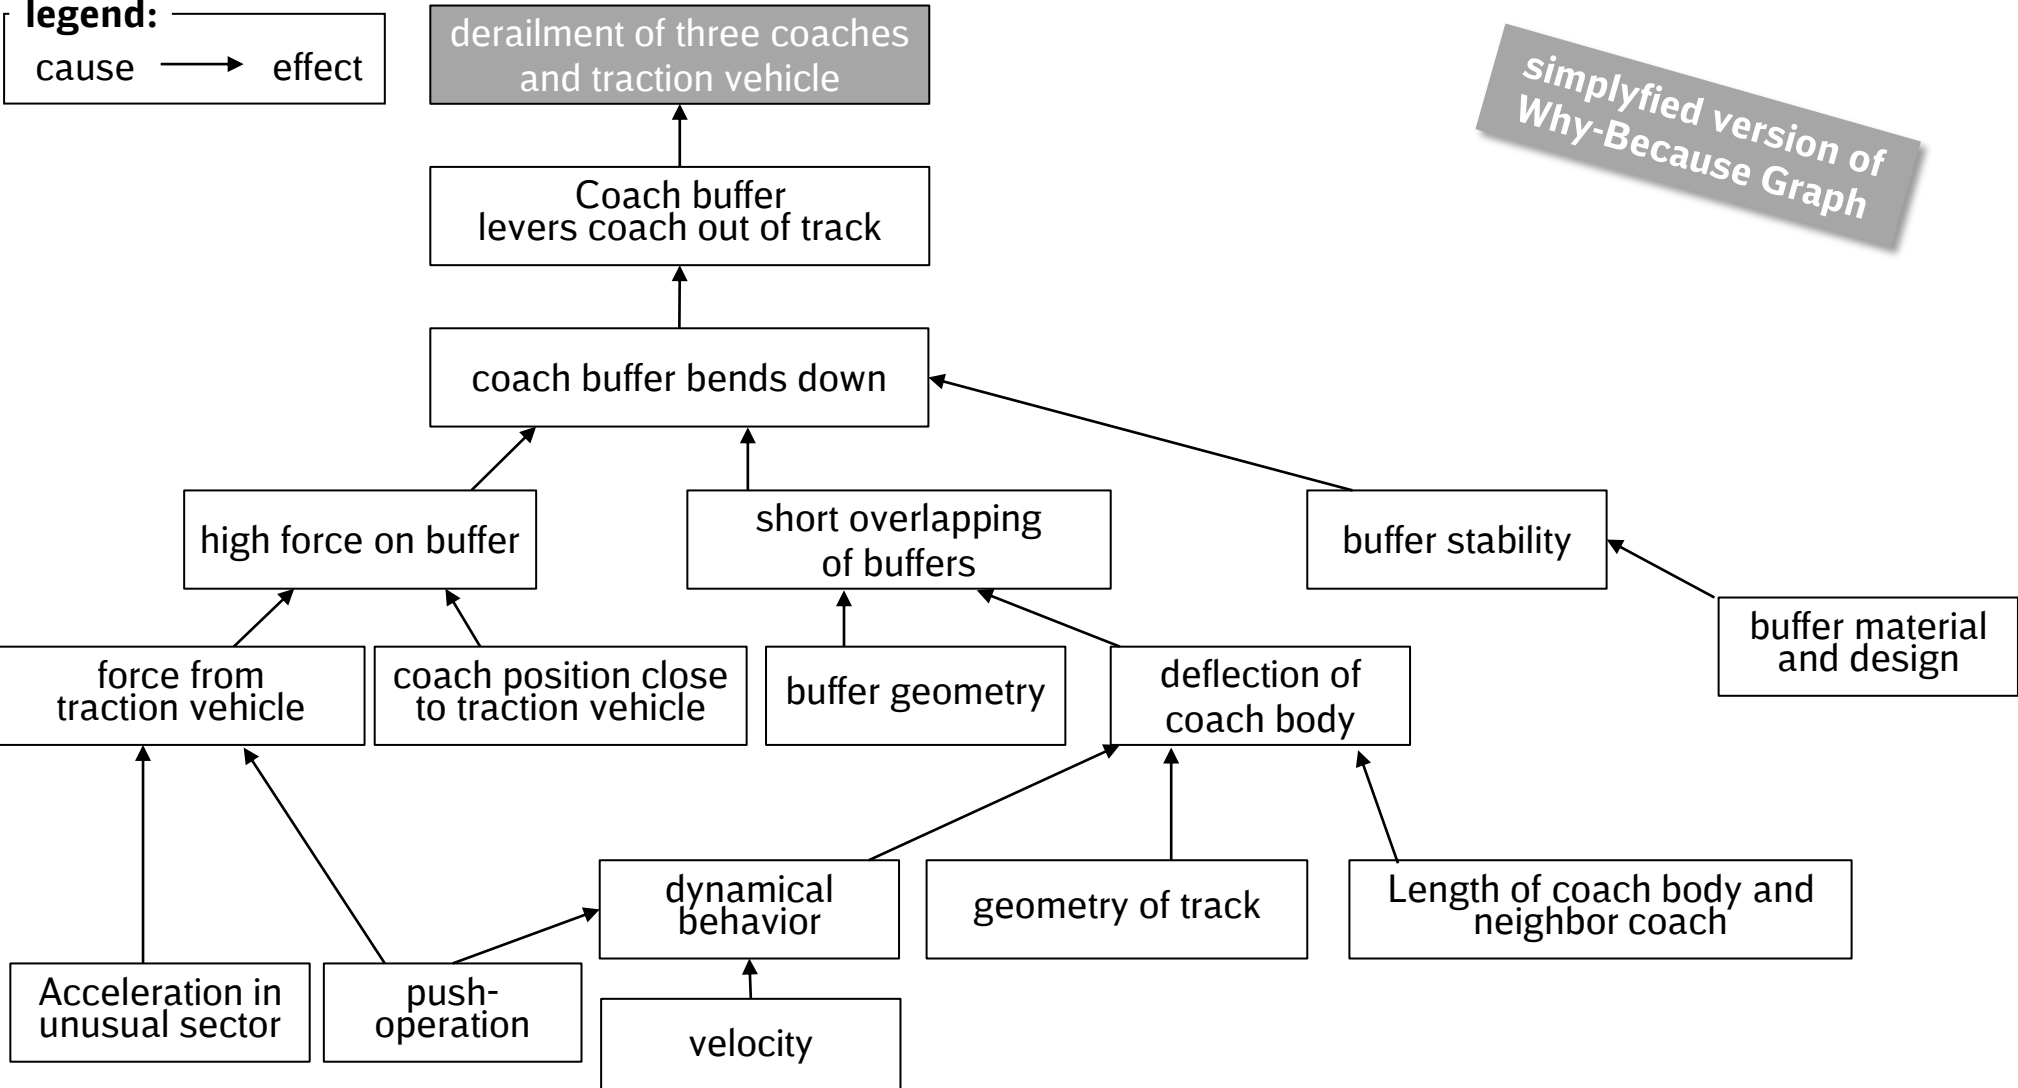 legend:
cause effect
derailment of three coaches
and traction vehicle
simplyfied version of
Why-Because Graph
Coach buffer
levers coach out of track
coach buffer bends down
high force on buffer
short overlapping
of buffers
buffer stability
buffer material
and design
force from
traction vehicle
coach position close
to traction vehicle
buffer geometry
deflection of
coach body
dynamical
behavior
geometry of track
Length of coach body and
neighbor coach
Acceleration in
unusual sector
push-
operation
velocity